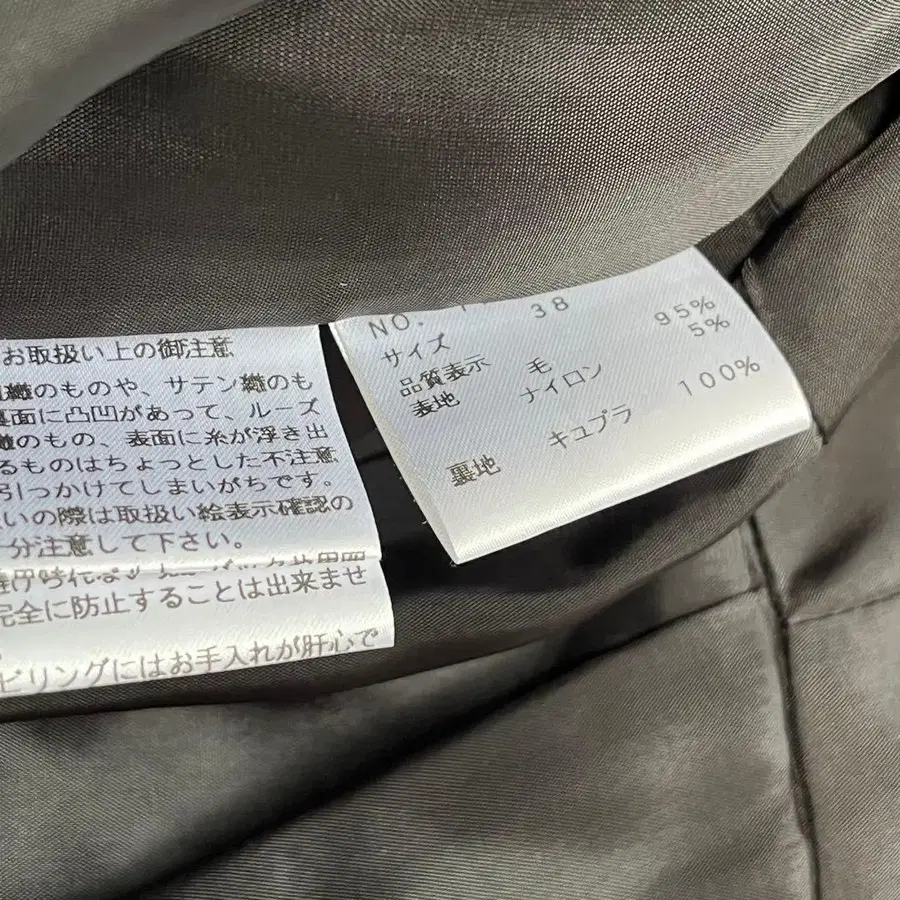 お取扱い上の御注意
織のものや、サテン織のも
裏面に凸凹があって、ルーズ
織のもの、表面に糸が浮き出
るものはちょっとした不注意
引っかけてしまいがちです。
いの際は取扱い絵表示確認の
分注意して下さい。
完全に防止することは出来ませ
ピリングにはお手入れが肝心で
NO.
サイズ 38
品質表示
表地 毛 95%
ナイロン 5%
裏地 キュプラ 100%